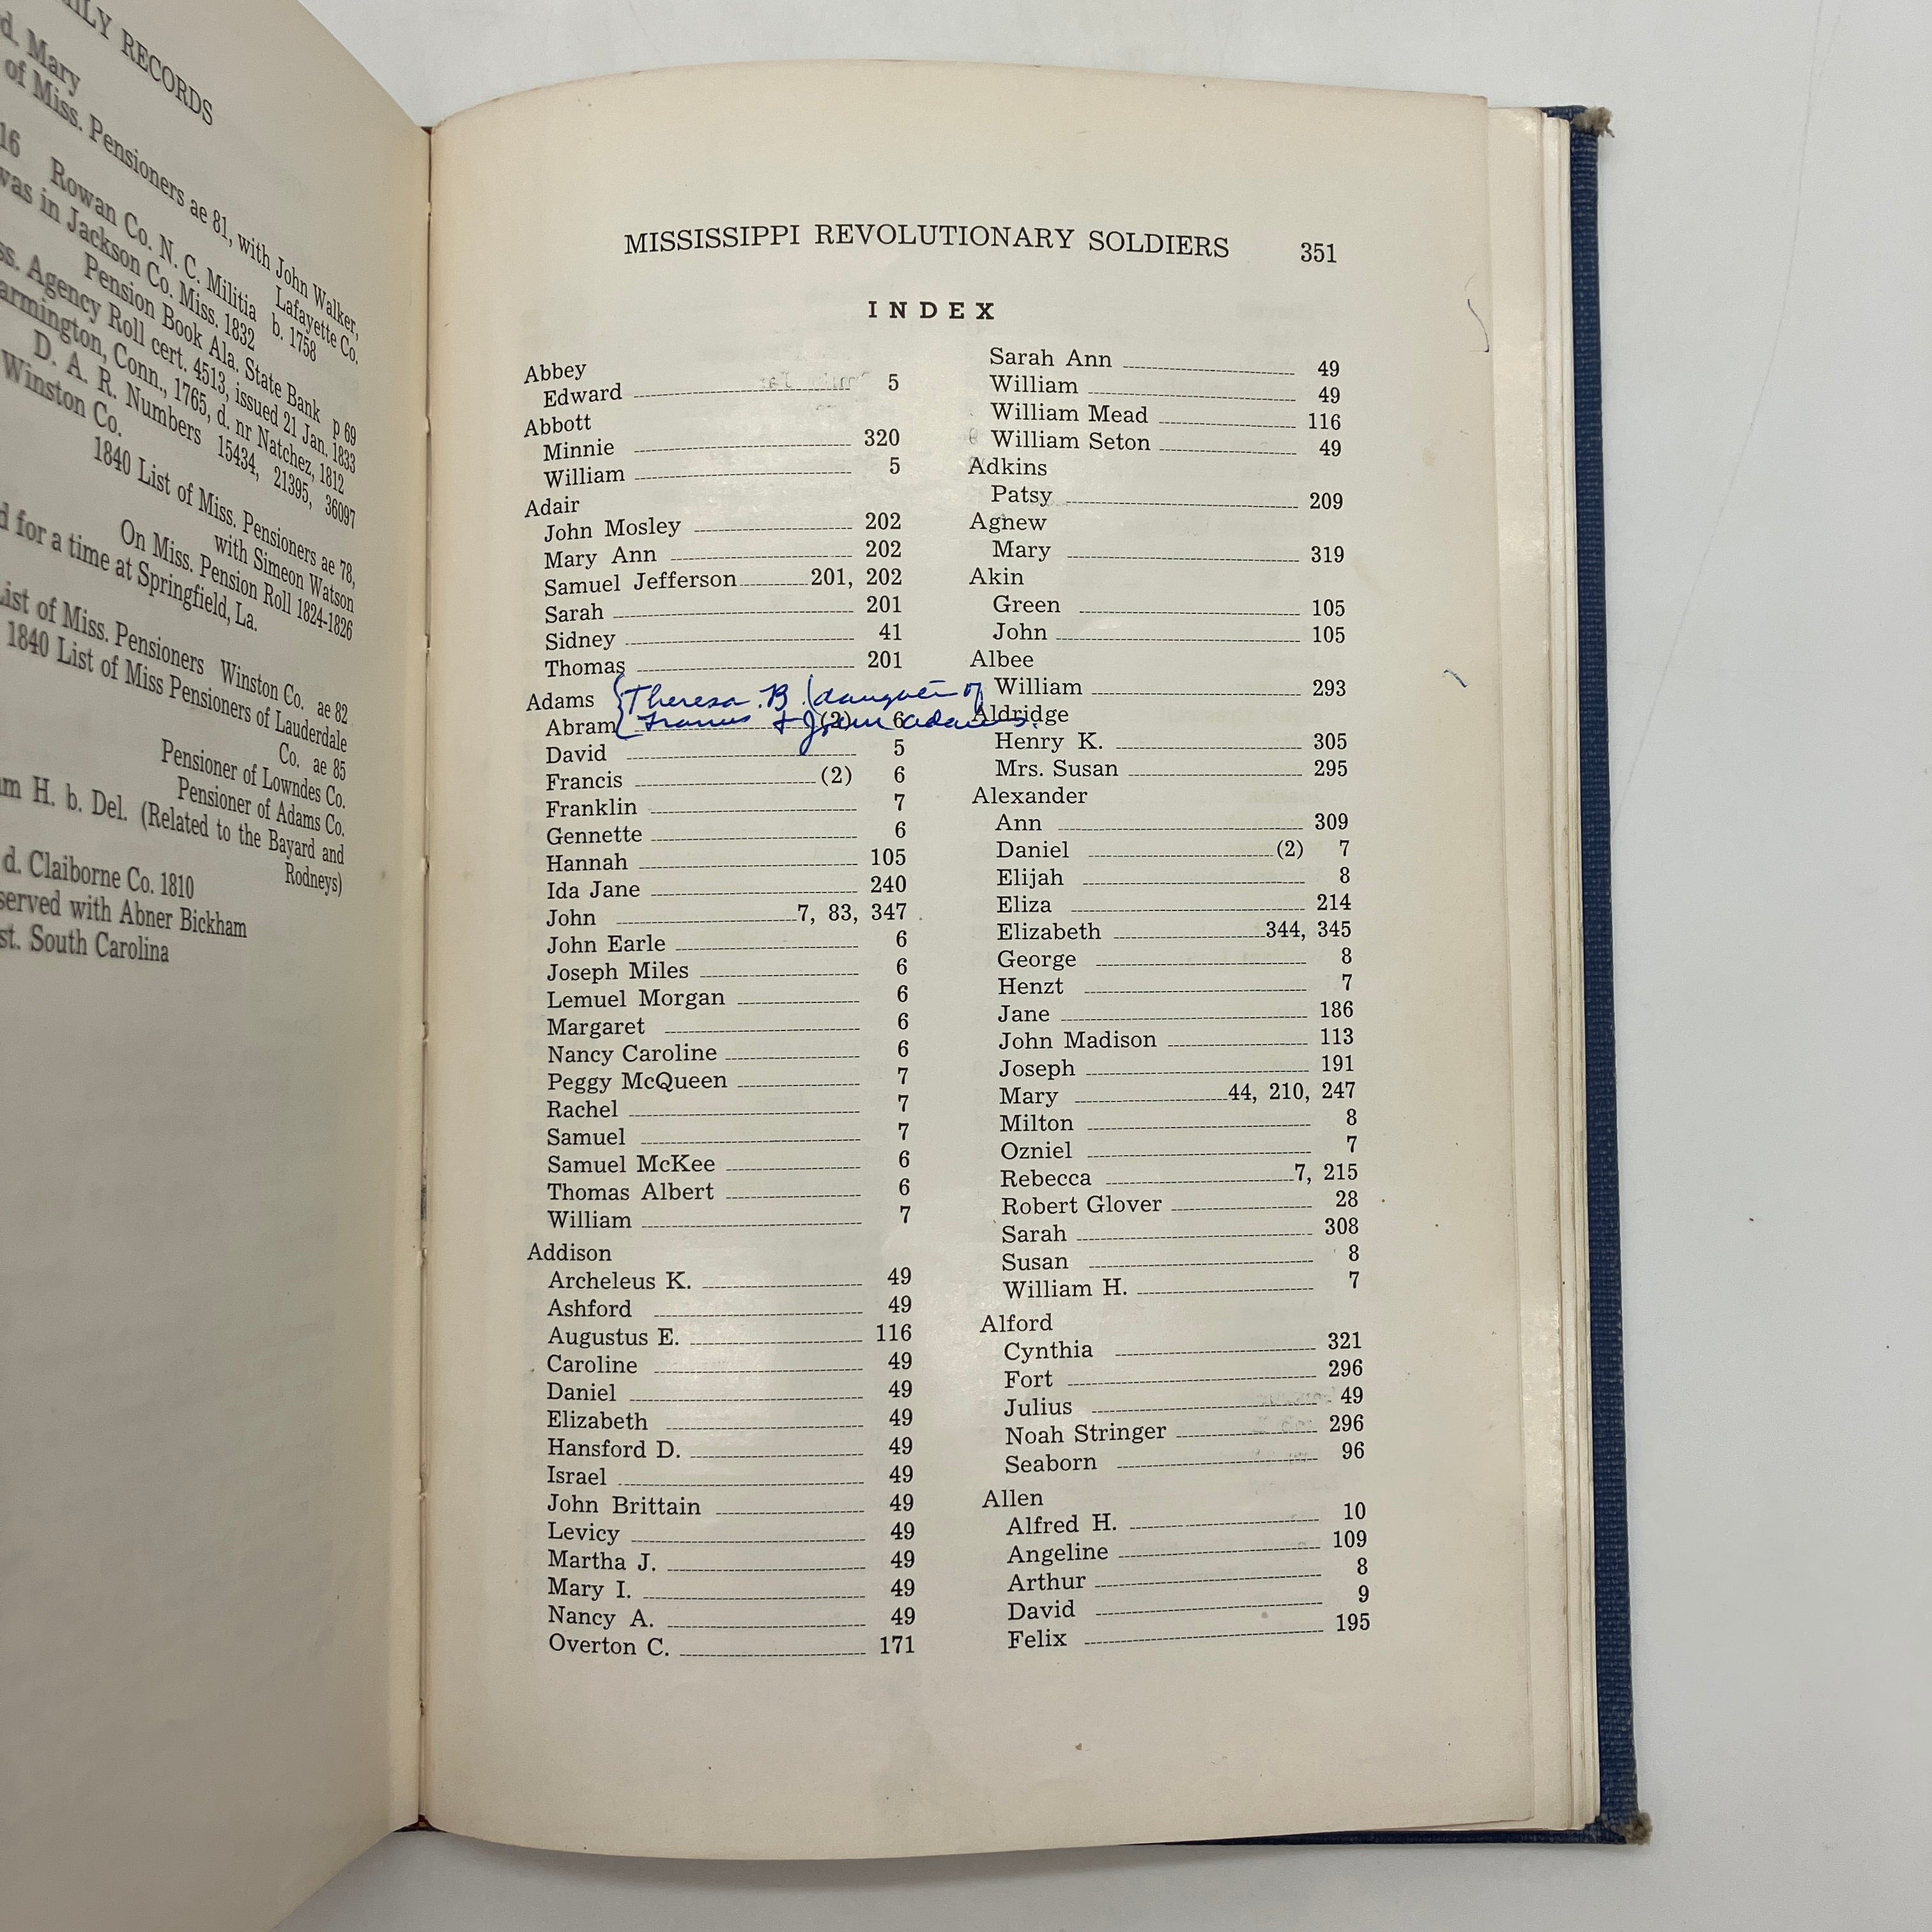 ILY RECORDS
d. Mary
of Miss. Pensioners ae 81, with John Walker,
Lafayette Co.
16 Rowan Co. N. C. Militia b. 1758
was in Jackson Co. Miss. 1832
Pension Book Ala. State Bank p 69
ss. Agency Roll cert. 4513, issued 21 Jan. 1833
armington, Conn., 1765, d. nr Natchez, 1812
D. A. R. Numbers 15434, 21395, 36097
Winston Co.
1840 List of Miss. Pensioners ae 78,
with Simeon Watson
On Miss. Pension Roll 1824-1826
d for a time at Springfield, La.
List of Miss. Pensioners Winston Co. ae 82
1840 List of Miss Pensioners of Lauderdale
Co. ae 85
Pensioner of Lowndes Co.
Pensioner of Adams Co.
am H. b. Del. (Related to the Bayard and
Rodneys)
d. Claiborne Co. 1810
served with Abner Bickham
st. South Carolina
MISSISSIPPI REVOLUTIONARY SOLDIERS 351
INDEX
Abbey
Edward 5
Abbott
Minnie 320
William 5
Adair
John Mosley 202
Mary Ann 202
Samuel Jefferson 201, 202
Sarah 201
Sidney 41
Thomas 201
Adams
Theresa B. (daughter of
Francis & Jane Adams.
Abram (2) 6
David 5
Francis (2) 6
Franklin 7
Gennette 6
Hannah 105
Ida Jane 240
John 7, 83, 347
John Earle 6
Joseph Miles 6
Lemuel Morgan 6
Margaret 6
Nancy Caroline 6
Peggy McQueen 7
Rachel 7
Samuel 7
Samuel McKee 6
Thomas Albert 6
William 7
Addison
Archeleus K. 49
Ashford 49
Augustus E. 116
Caroline 49
Daniel 49
Elizabeth 49
Hansford D. 49
Israel 49
John Brittain 49
Levicy 49
Martha J. 49
Mary I. 49
Nancy A. 49
Overton C. 171
Sarah Ann 49
William 49
William Mead 116
William Seton 49
Adkins
Patsy 209
Agnew
Mary 319
Akin
Green 105
John 105
Albee
William 293
Aldridge
Henry K. 305
Mrs. Susan 295
Alexander
Ann 309
Daniel (2) 7
Elijah 8
Eliza 214
Elizabeth 344, 345
George 8
Henzt 7
Jane 186
John Madison 113
Joseph 191
Mary 44, 210, 247
Milton 8
Ozniel 7
Rebecca 7, 215
Robert Glover 28
Sarah 308
Susan 8
William H. 7
Alford
Cynthia 321
Fort 296
Julius 49
Noah Stringer 296
Seaborn 96
Allen
Alfred H. 10
Angeline 109
Arthur 8
David 9
Felix 195